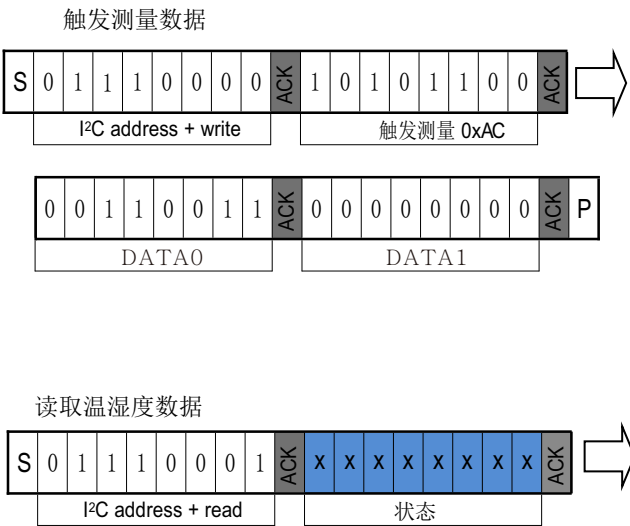 触发测量数据
S 0 1 1 1 0 0 0 0 ACK 1 0 1 0 1 1 0 0 ACK
I²C address + write 触发测量 0xAC
0 0 1 1 0 0 1 1 ACK 0 0 0 0 0 0 0 0 ACK P
DATA0 DATA1
读取温湿度数据
S 0 1 1 1 0 0 0 1 ACK X X X X X X X X ACK
I²C address + read 状态